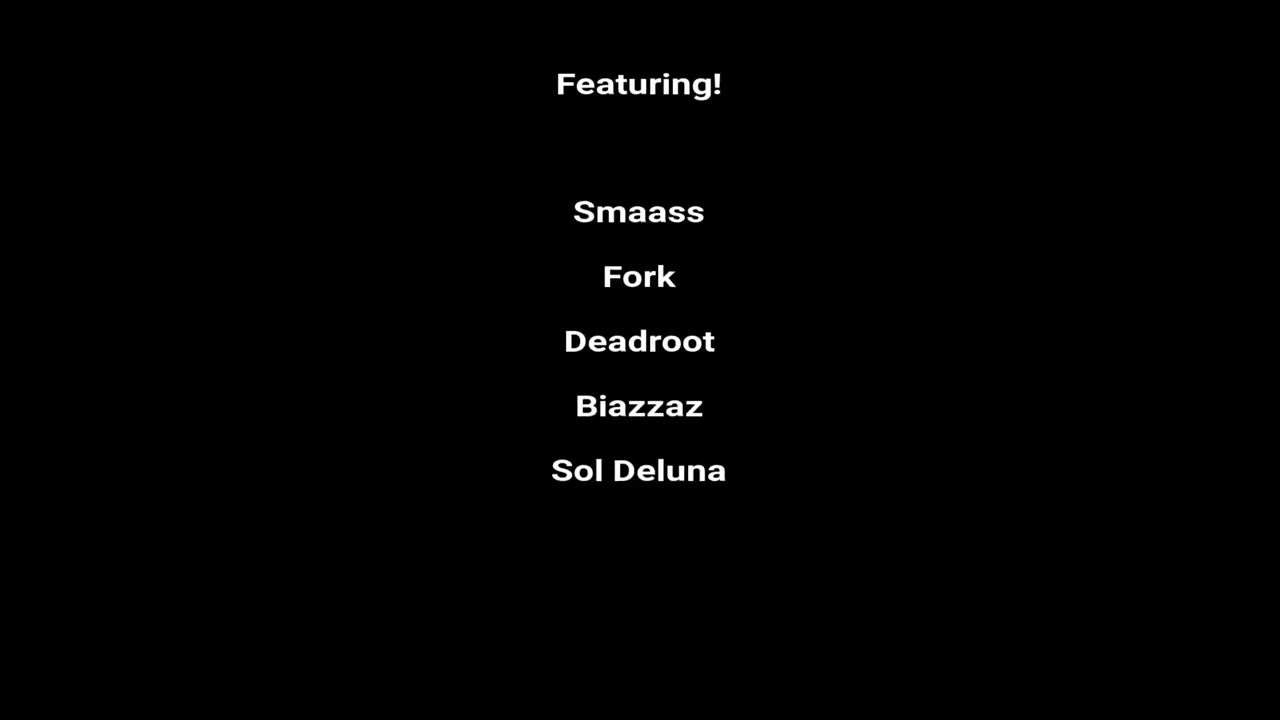 Featuring!
Smaass
Fork
Deadroot
Biazzaz
Sol Deluna